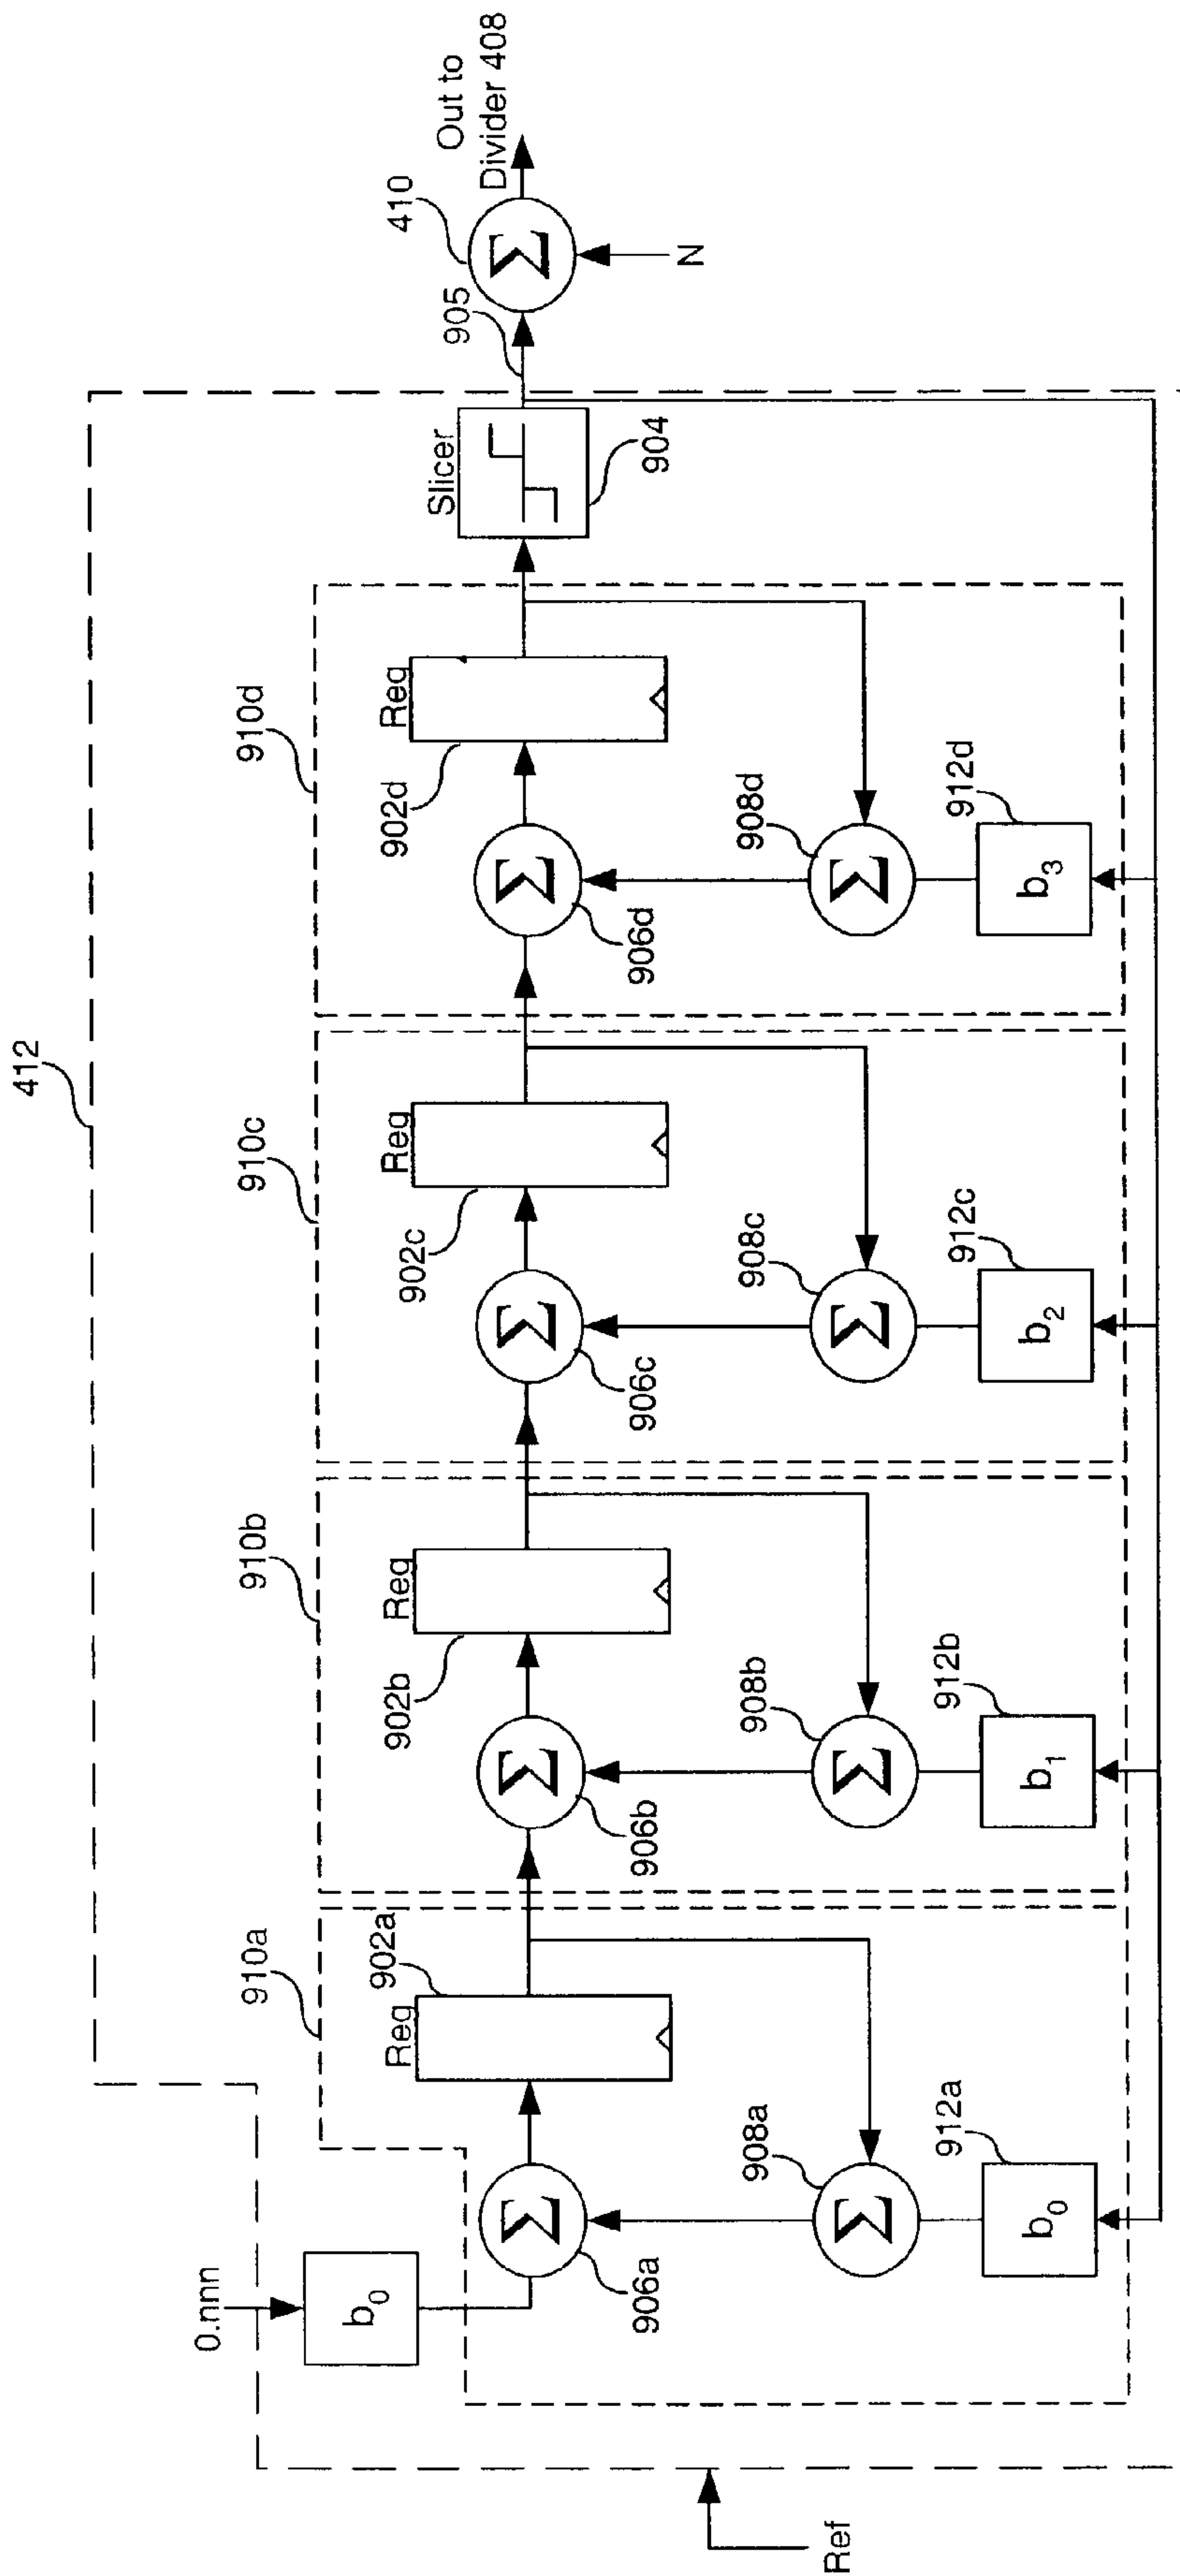 412
910a
910b
910c
910d
0.nnn
b0
Reg
902a
Reg
902b
Reg
902c
Reg
902d
Slicer
904
905
410
Out to
Divider 408
N
Σ
906a
Σ
906b
Σ
906c
Σ
906d
Σ
Σ
908a
Σ
908b
Σ
908c
Σ
908d
b0
912a
b1
912b
b2
912c
b3
912d
Ref